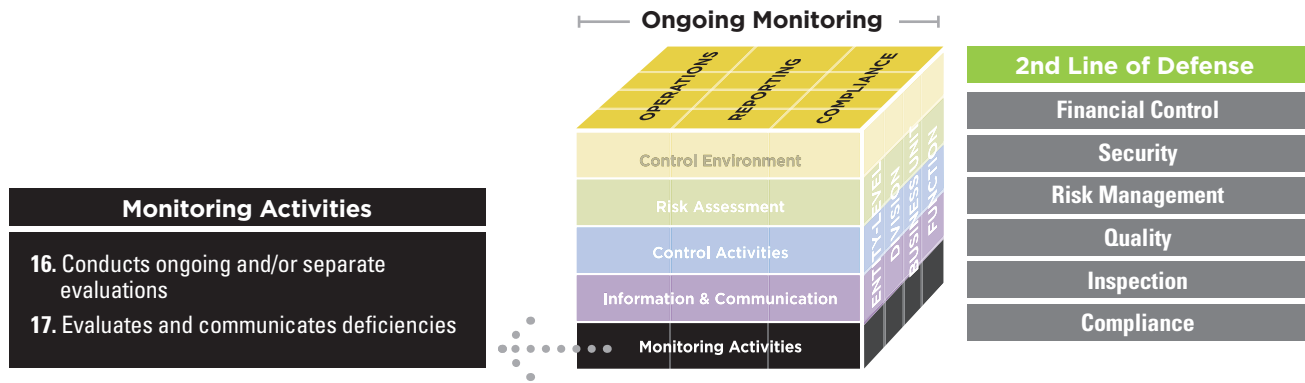 Ongoing Monitoring
OPERATIONS
REPORTING
COMPLIANCE
Control Environment
Risk Assessment
Control Activities
Information & Communication
Monitoring Activities
ENTITY-LEVEL
DIVISION
BUSINESS UNIT
FUNCTION
Monitoring Activities
16. Conducts ongoing and/or separate
evaluations
17. Evaluates and communicates deficiencies
2nd Line of Defense
Financial Control
Security
Risk Management
Quality
Inspection
Compliance